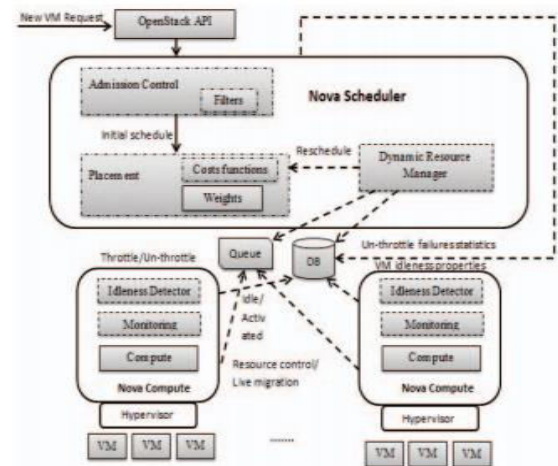 New VM Request
OpenStack API
Admission Control
Filters
Nova Scheduler
Initial schedule
Reschedule
Costs functions
Placement
Weights
Dynamic Resource
Manager
Throttle/Un-throttle
Queue
DB
Un-throttle failures statistics
VM idleness properties
Idleness Detector
Monitoring
Compute
Nova Compute
Hypervisor
VM VM VM
Idle/
Activ
ated
Resource control/
Live migration
.......
Idleness Detector
Monitoring
Compute
Nova Compute
Hypervisor
VM VM VM